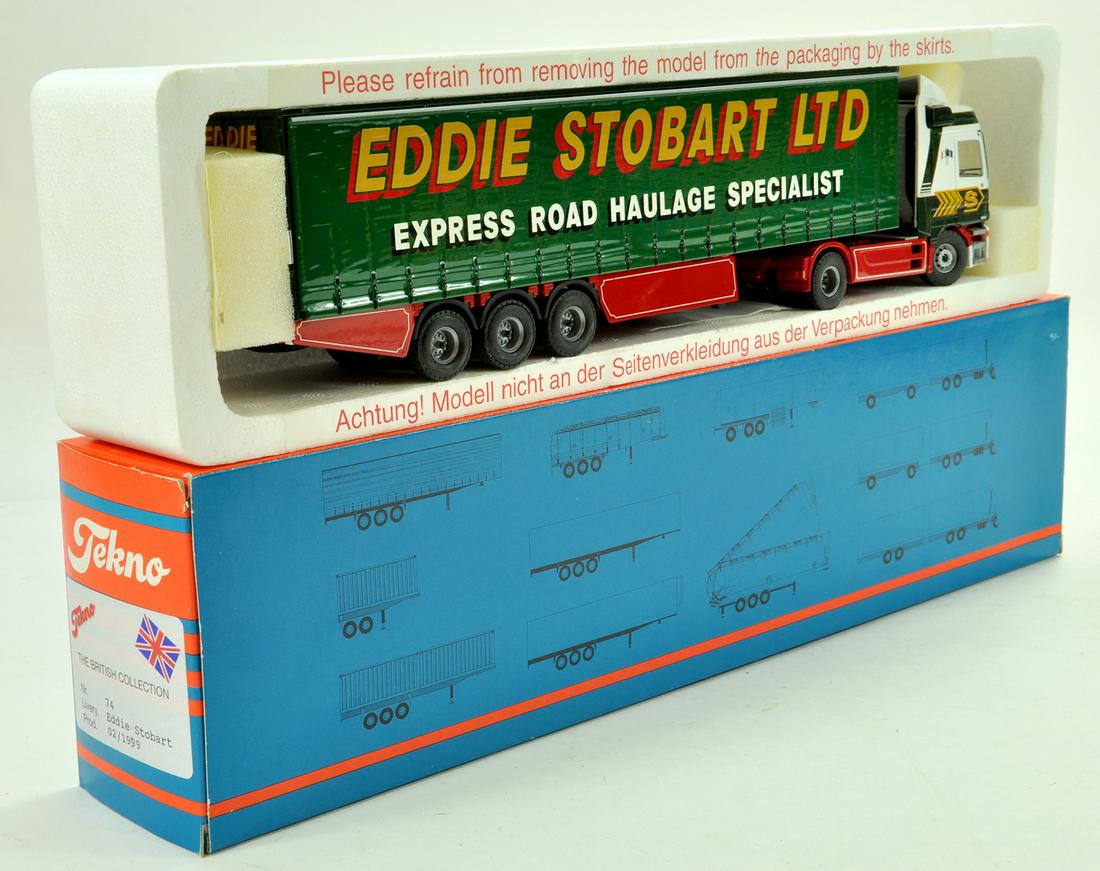 Please refrain from removing the model from the packaging by the skirts.
EDDIE
EDDIE STOBART LTD
EXPRESS ROAD HAULAGE SPECIALIST
S
Achtung! Modell nicht an der Seitenverkleidung aus der Verpackung nehmen.
Tekno
Tekno
THE BRITISH COLLECTION
Nr. 74
Livery. Eddie Stobart
Prod. 02/1999